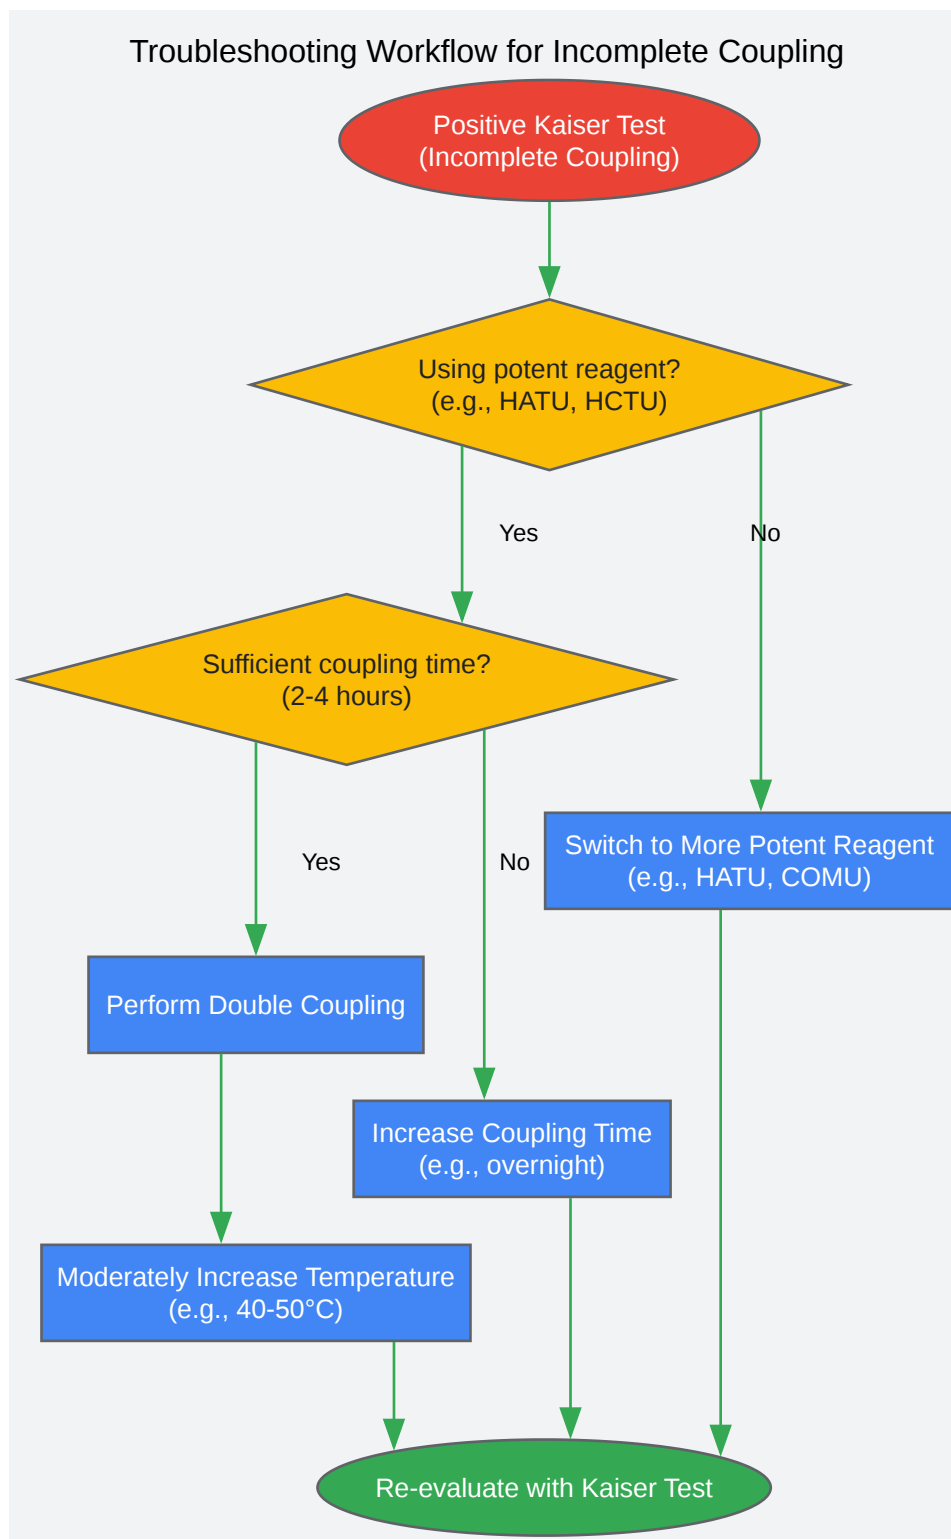 Troubleshooting Workflow for Incomplete Coupling
Positive Kaiser Test
(Incomplete Coupling)
Using potent reagent?
(e.g., HATU, HCTU)
Yes
No
Sufficient coupling time?
(2-4 hours)
Yes
No
Switch to More Potent Reagent
(e.g., HATU, COMU)
Perform Double Coupling
Increase Coupling Time
(e.g., overnight)
Moderately Increase Temperature
(e.g., 40-50°C)
Re-evaluate with Kaiser Test